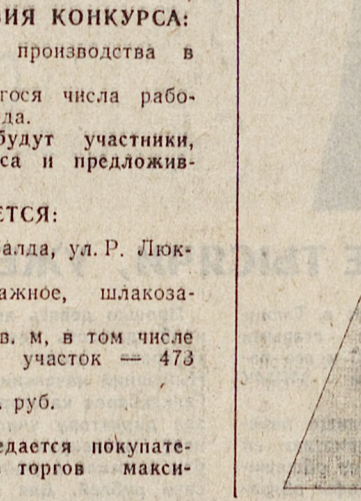 ВИЯ КОНКУРСА:
производства в
гося числа рабо-
да.
будут участники,
са и предложив-
ЕТСЯ:
алда, ул. Р. Люк-
ажное, шлакоза-
в. м, в том числе
участок — 473
руб.
едается покупате-
торгов макси-